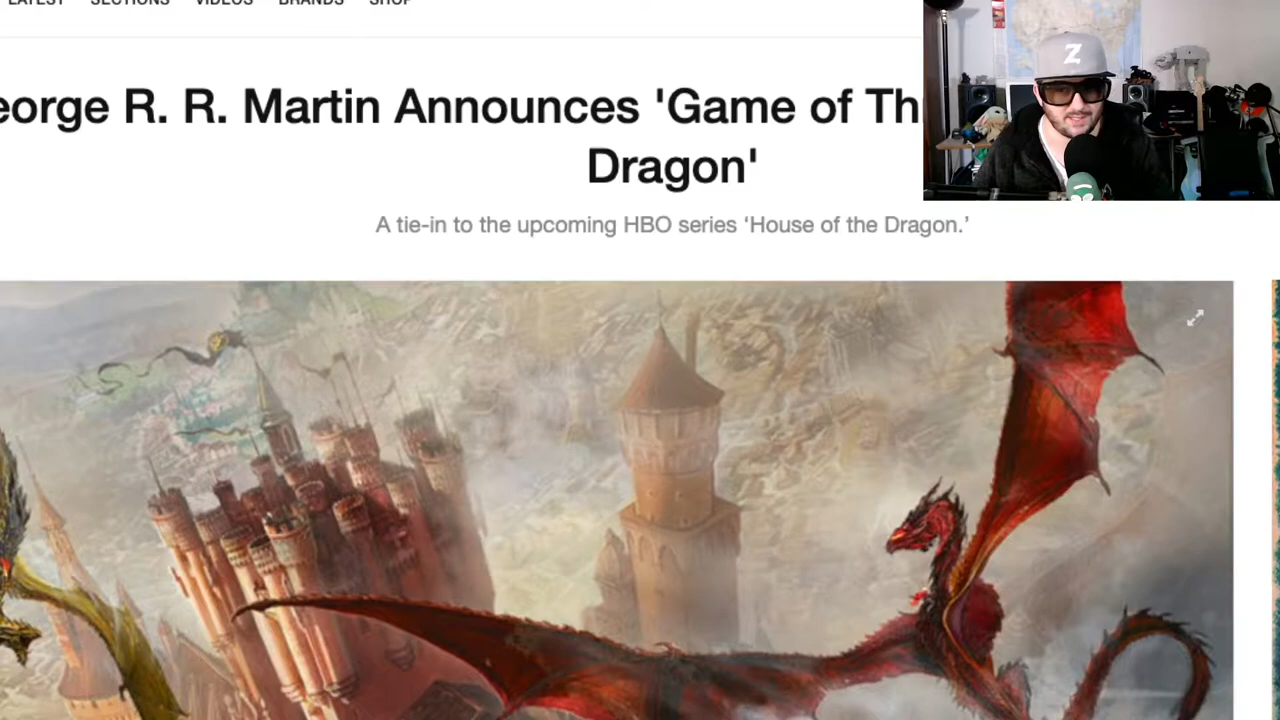 LATEST SECTIONS VIDEOS BRANDS SHOP
eorge R. R. Martin Announces 'Game of Th
Dragon'
A tie-in to the upcoming HBO series ‘House of the Dragon.’
Z